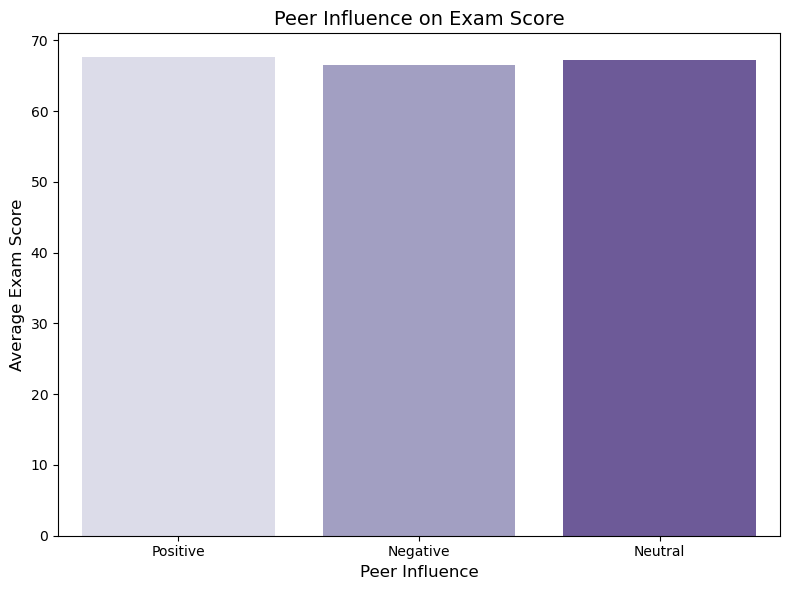 Peer Influence on Exam Score
Average Exam Score
70
60
50
40
30
20
10
0
Positive
Negative
Neutral
Peer Influence